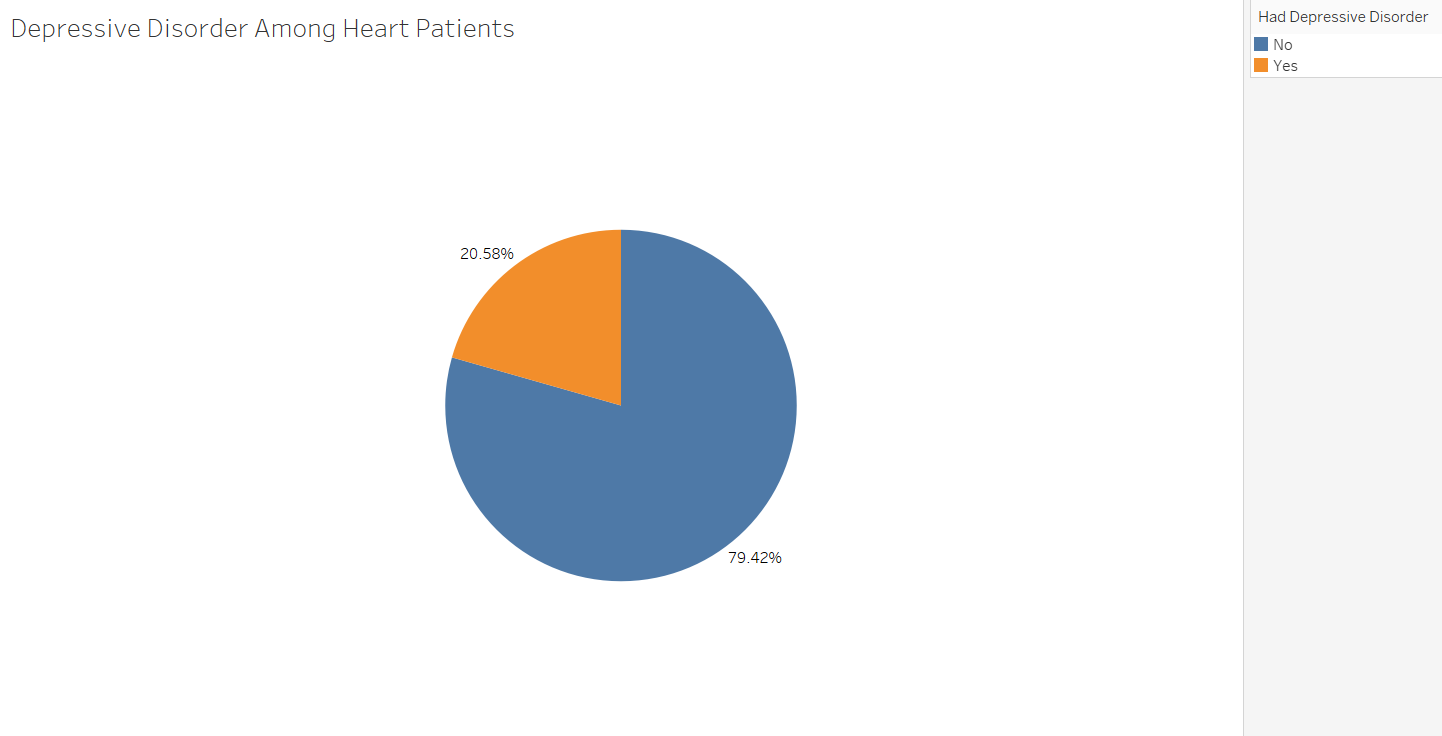 Depressive Disorder Among Heart Patients
Had Depressive Disorder
No
Yes
20.58%
79.42%